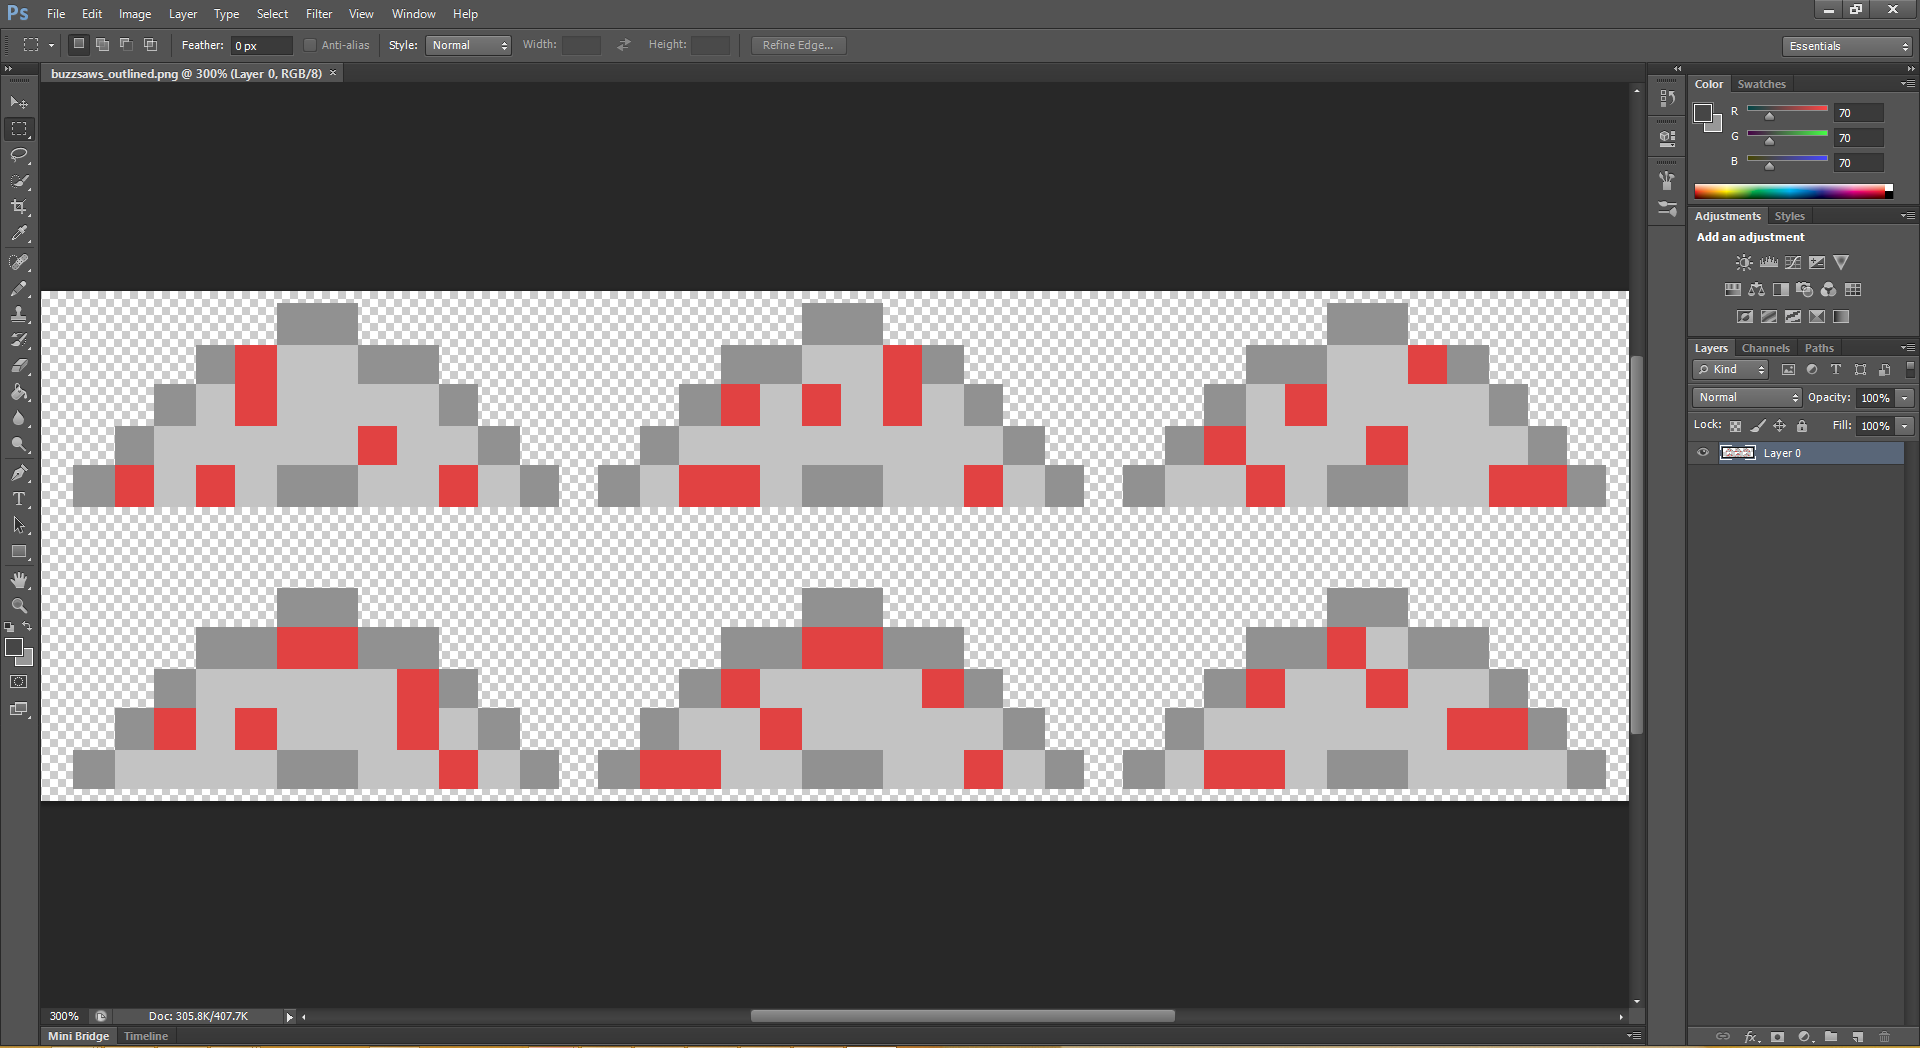 Ps File Edit Image Layer Type Select Filter View Window Help
Feather: 0 px Anti-alias Style: Normal Width: Height: Refine Edge... Essentials
buzzsaws_outlined.png @ 300% (Layer 0, RGB/8) ×
Color Swatches
R 70
G 70
B 70
Adjustments Styles
Add an adjustment
Layers Channels Paths
Kind
Normal Opacity: 100%
Lock: Fill: 100%
Layer 0
300% Doc: 305.8K/407.7K
Mini Bridge Timeline